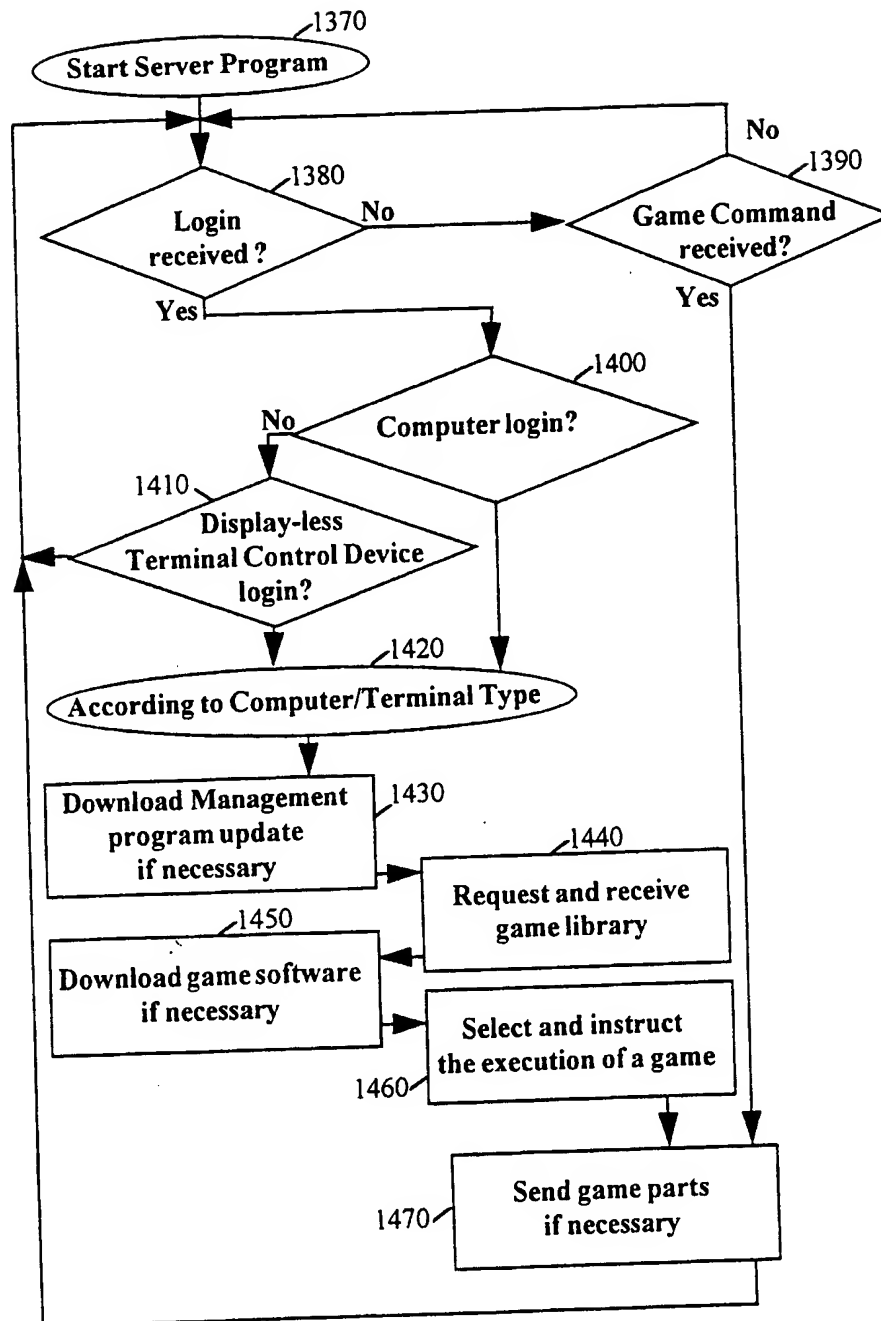 1370
Start Server Program
No
1380
1390
Login
received ?
No
Game Command
received?
Yes
Yes
1400
No
Computer login?
1410
Display-less
Terminal Control Device
login?
1420
According to Computer/Terminal Type
Download Management
program update
if necessary
1430
1440
Request and receive
game library
1450
Download game software
if necessary
Select and instruct
the execution of a game
1460
Send game parts
if necessary
1470